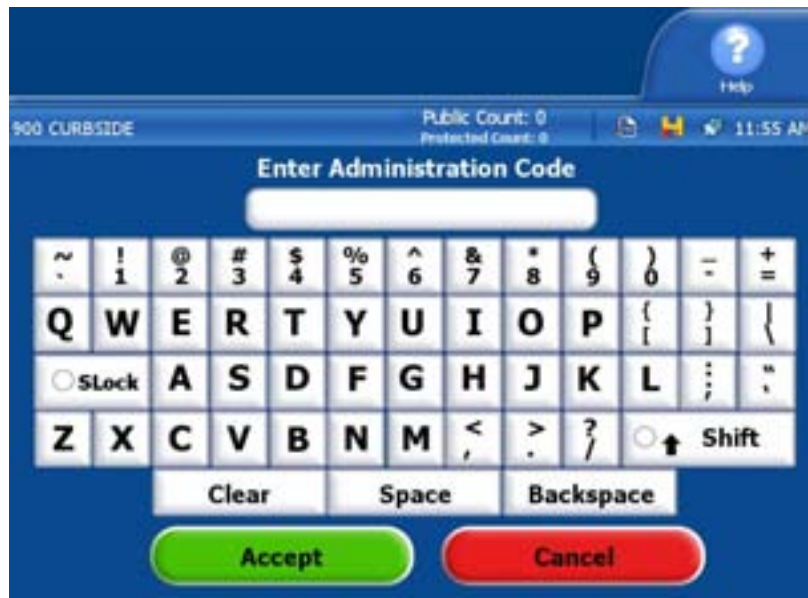 ?
Help
900 CURBSIDE
Public Count: 0
Protected Count: 0
11:55 AM
Enter Administration Code
~ ! @ # $ % ^ & * ( ) _ +
` 1 2 3 4 5 6 7 8 9 0 - =
Q W E R T Y U I O P { } |
[ ] \
SLock A S D F G H J K L : "
; '
Z X C V B N M < > ? Shift
, . /
Clear Space Backspace
Accept Cancel